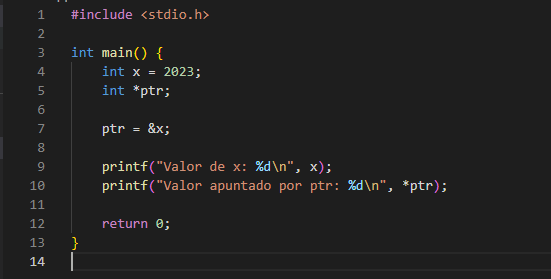 1 #include <stdio.h>
2
3 int main() {
4     int x = 2023;
5     int *ptr;
6
7     ptr = &x;
8
9     printf("Valor de x: %d\n", x);
10     printf("Valor apuntado por ptr: %d\n", *ptr);
11
12     return 0;
13 }
14